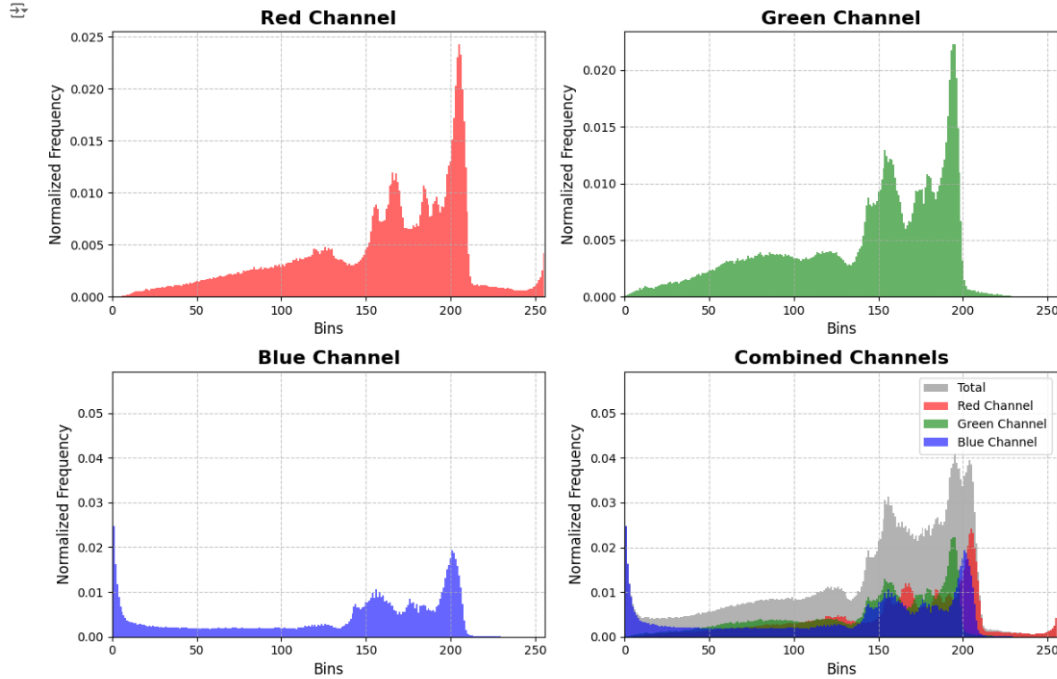 Red Channel
Normalized Frequency
0.025
0.020
0.015
0.010
0.005
0.000
0 50 100 150 200 250
Bins
Green Channel
Normalized Frequency
0.020
0.015
0.010
0.005
0.000
0 50 100 150 200 250
Bins
Blue Channel
Normalized Frequency
0.05
0.04
0.03
0.02
0.01
0.00
0 50 100 150 200 250
Bins
Combined Channels
Normalized Frequency
0.05
0.04
0.03
0.02
0.01
0.00
0 50 100 150 200 250
Bins
Total
Red Channel
Green Channel
Blue Channel